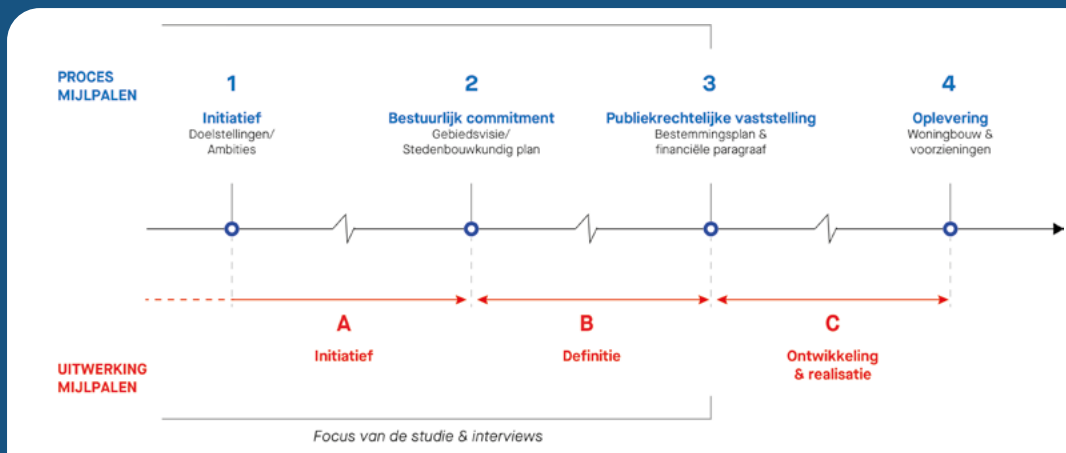 PROCES
MIJLPALEN
1
Initiatief
Doelstellingen/
Ambities
2
Bestuurlijk commitment
Gebiedsvisie/
Stedenbouwkundig plan
3
Publiekrechtelijke vaststelling
Bestemmingsplan &
financiële paragraaf
4
Oplevering
Woningbouw &
voorzieningen
A
Initiatief
B
Definitie
C
Ontwikkeling
& realisatie
UITWERKING
MIJLPALEN
Focus van de studie & interviews